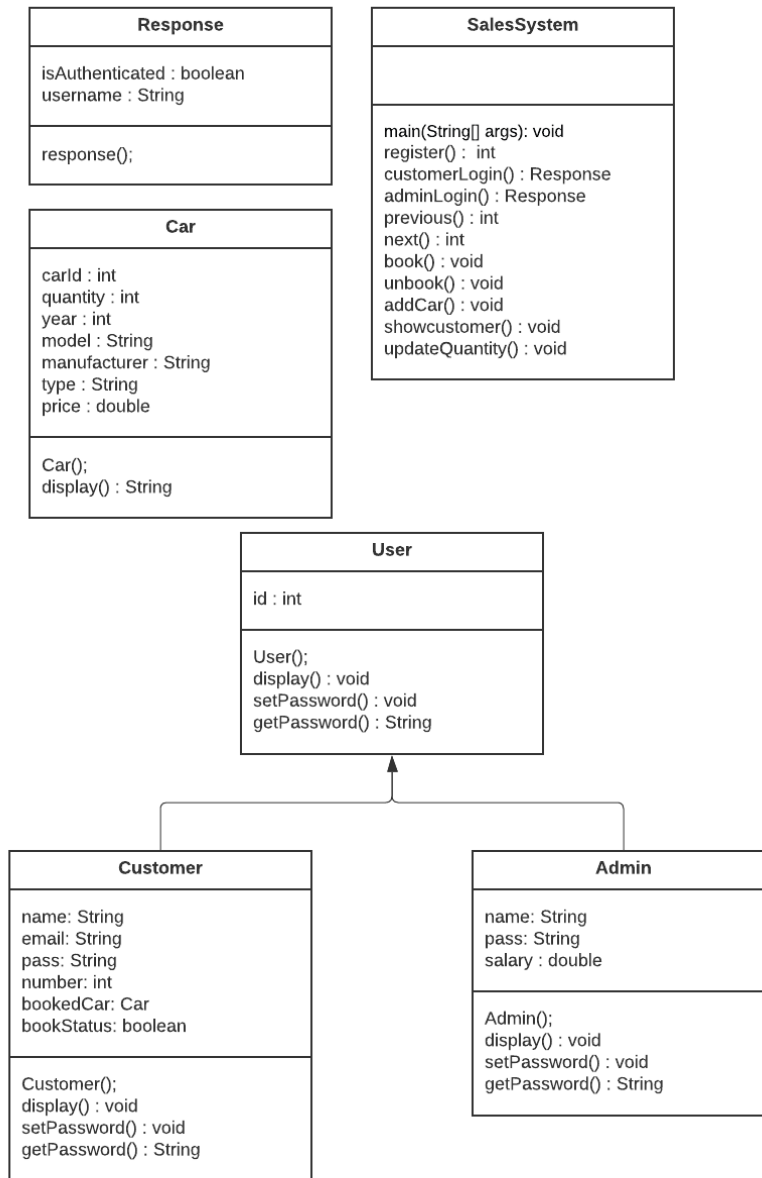 Response
isAuthenticated : boolean
username : String
response();
SalesSystem
main(String[] args): void
register() : int
customerLogin() : Response
adminLogin() : Response
previous() : int
next() : int
book() : void
unbook() : void
addCar() : void
showcustomer() : void
updateQuantity() : void
Car
carId : int
quantity : int
year : int
model : String
manufacturer : String
type : String
price : double
Car();
display() : String
User
id : int
User();
display() : void
setPassword() : void
getPassword() : String
Customer
name: String
email: String
pass: String
number: int
bookedCar: Car
bookStatus: boolean
Customer();
display() : void
setPassword() : void
getPassword() : String
Admin
name: String
pass: String
salary : double
Admin();
display() : void
setPassword() : void
getPassword() : String